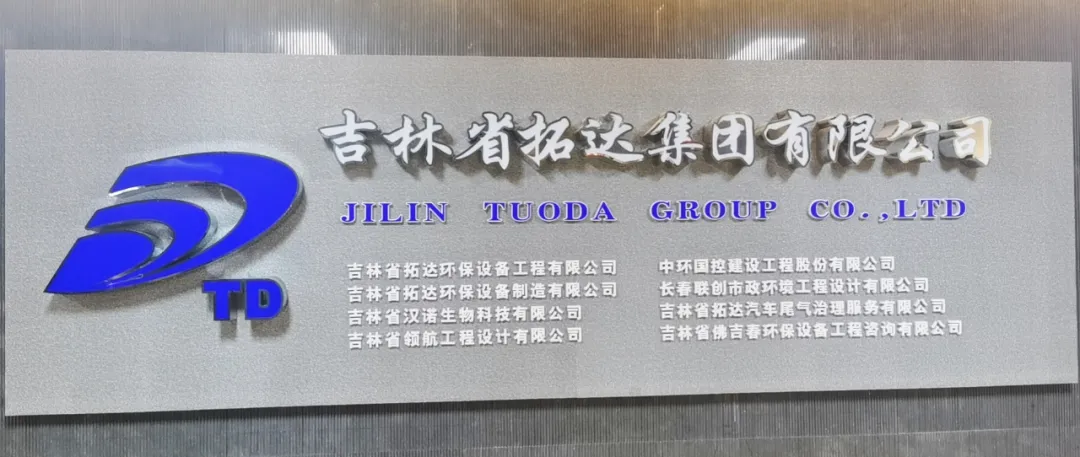 吉林省拓达集团有限公司
JILIN TUODA GROUP CO.,LTD
TD
吉林省拓达环保设备工程有限公司
吉林省拓达环保设备制造有限公司
吉林省汉诺生物科技有限公司
吉林省领航工程设计有限公司
中环国控建设工程股份有限公司
长春联创市政环境工程设计有限公司
吉林省拓达汽车尾气治理服务有限公司
吉林省佛吉春环保设备工程咨询有限公司